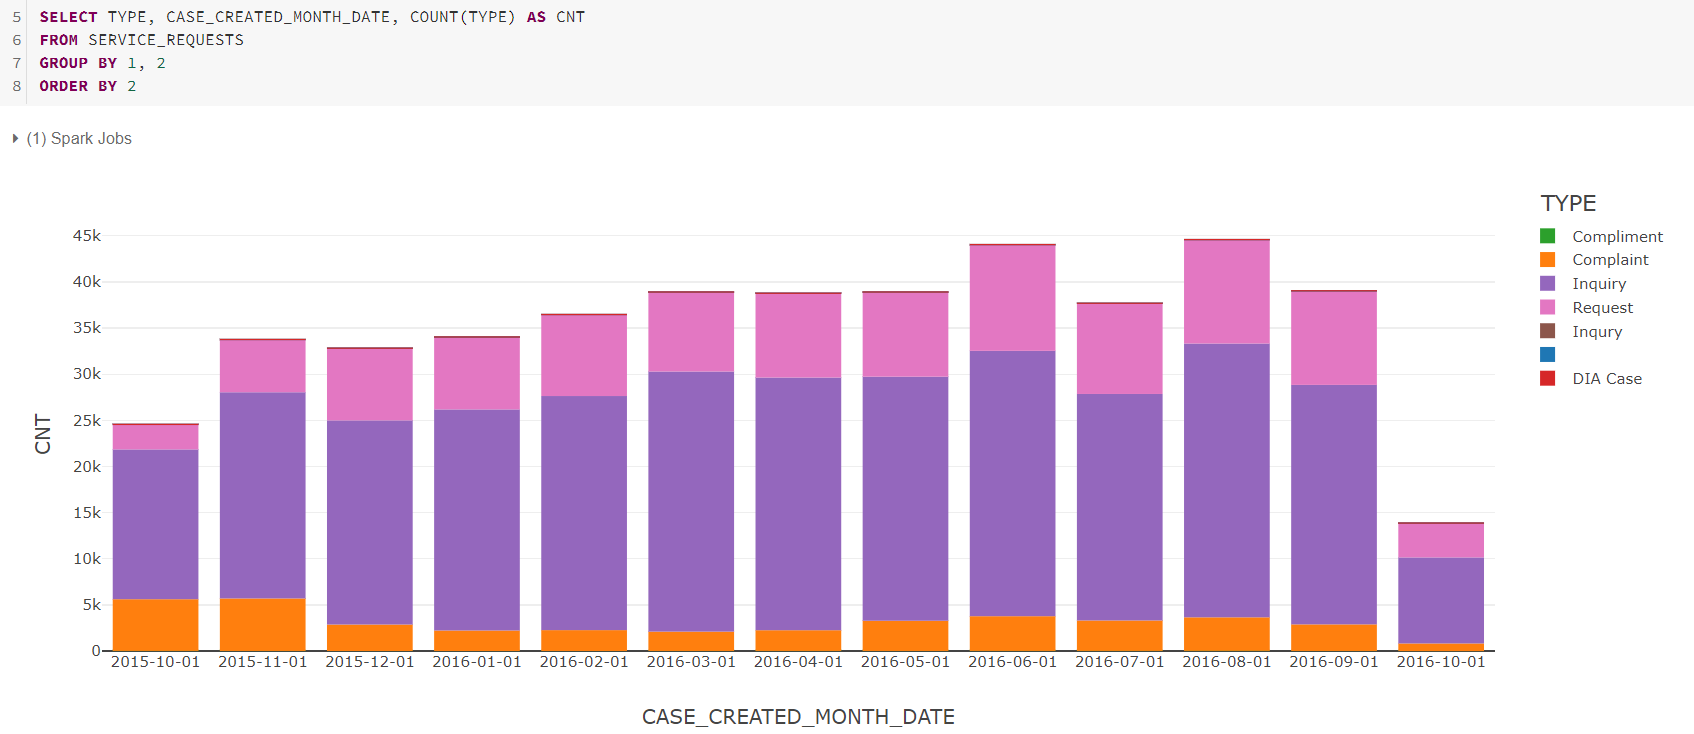 5 SELECT TYPE, CASE_CREATED_MONTH_DATE, COUNT(TYPE) AS CNT
6 FROM SERVICE_REQUESTS
7 GROUP BY 1, 2
8 ORDER BY 2
(1) Spark Jobs
TYPE
Compliment
Complaint
Inquiry
Request
Inqury
DIA Case
45k
40k
35k
30k
25k
20k
15k
10k
5k
0
CNT
2015-10-01 2015-11-01 2015-12-01 2016-01-01 2016-02-01 2016-03-01 2016-04-01 2016-05-01 2016-06-01 2016-07-01 2016-08-01 2016-09-01 2016-10-01
CASE_CREATED_MONTH_DATE